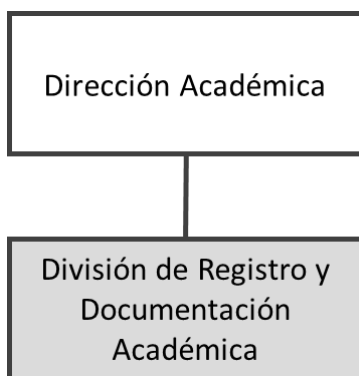 Dirección Académica
División de Registro y
Documentación
Académica